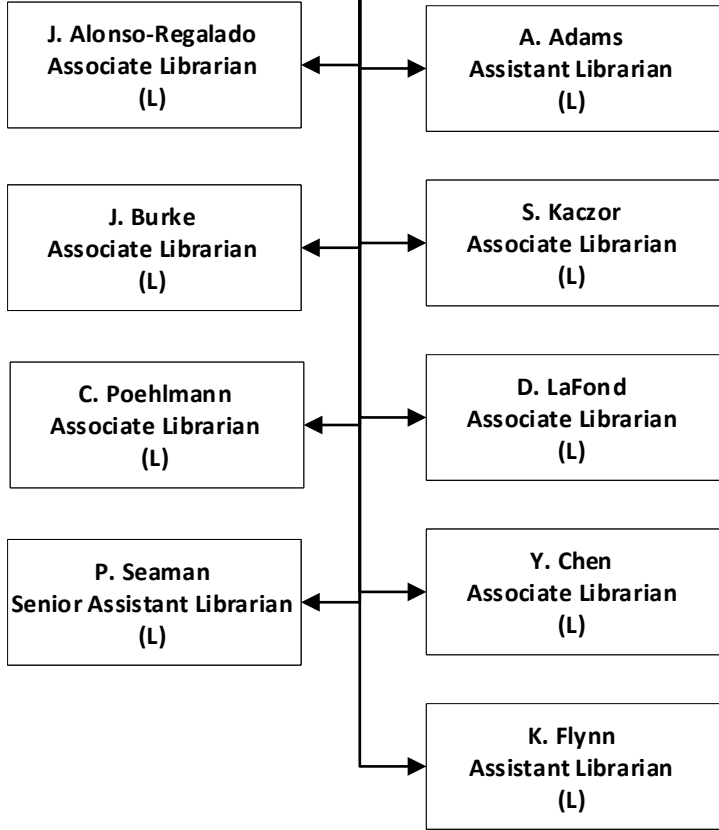 J. Alonso-Regalado
Associate Librarian
(L)
A. Adams
Assistant Librarian
(L)
J. Burke
Associate Librarian
(L)
S. Kaczor
Associate Librarian
(L)
C. Poehlmann
Associate Librarian
(L)
D. LaFond
Associate Librarian
(L)
P. Seaman
Senior Assistant Librarian
(L)
Y. Chen
Associate Librarian
(L)
K. Flynn
Assistant Librarian
(L)